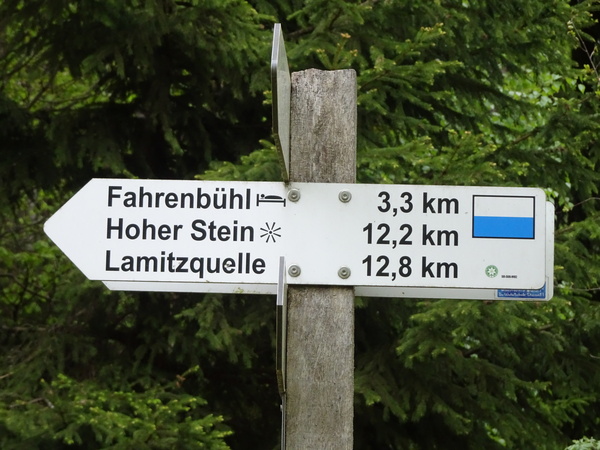 Fahrenbühl 3,3 km
Hoher Stein 12,2 km
Lamitzquelle 12,8 km